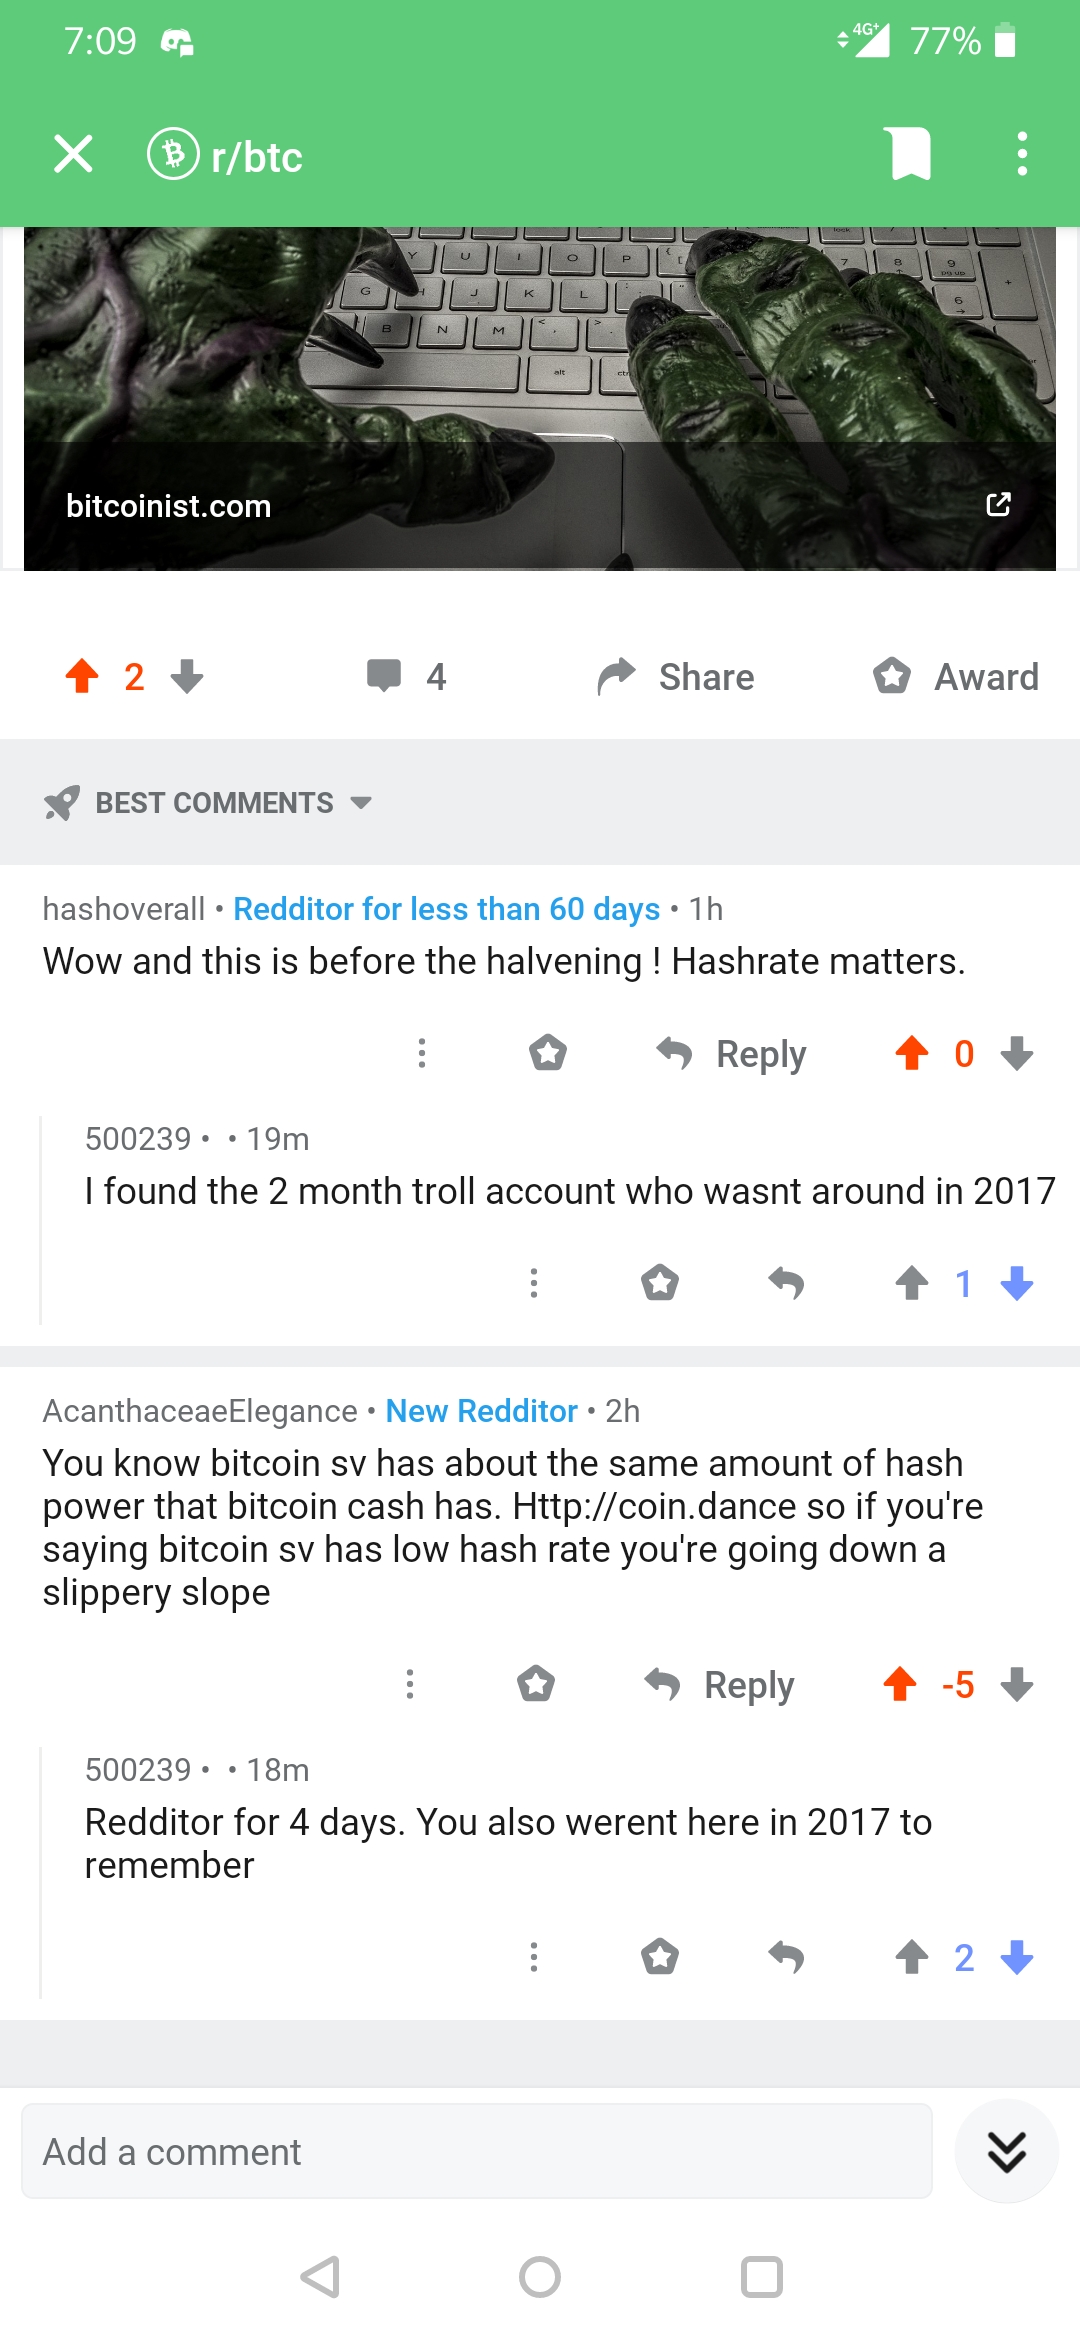 7:09 4G+ 77%
r/btc
Y U I O P { [ 7 8 9
G H J K L 6
B N M < , > .
alt
bitcoinist.com
2 4 Share Award
BEST COMMENTS
hashoverall • Redditor for less than 60 days • 1h
Wow and this is before the halvening ! Hashrate matters.
Reply 0
500239 • • 19m
I found the 2 month troll account who wasnt around in 2017
1
AcanthaceaeElegance • New Redditor • 2h
You know bitcoin sv has about the same amount of hash
power that bitcoin cash has. Http://coin.dance so if you're
saying bitcoin sv has low hash rate you're going down a
slippery slope
Reply -5
500239 • • 18m
Redditor for 4 days. You also werent here in 2017 to
remember
2
Add a comment